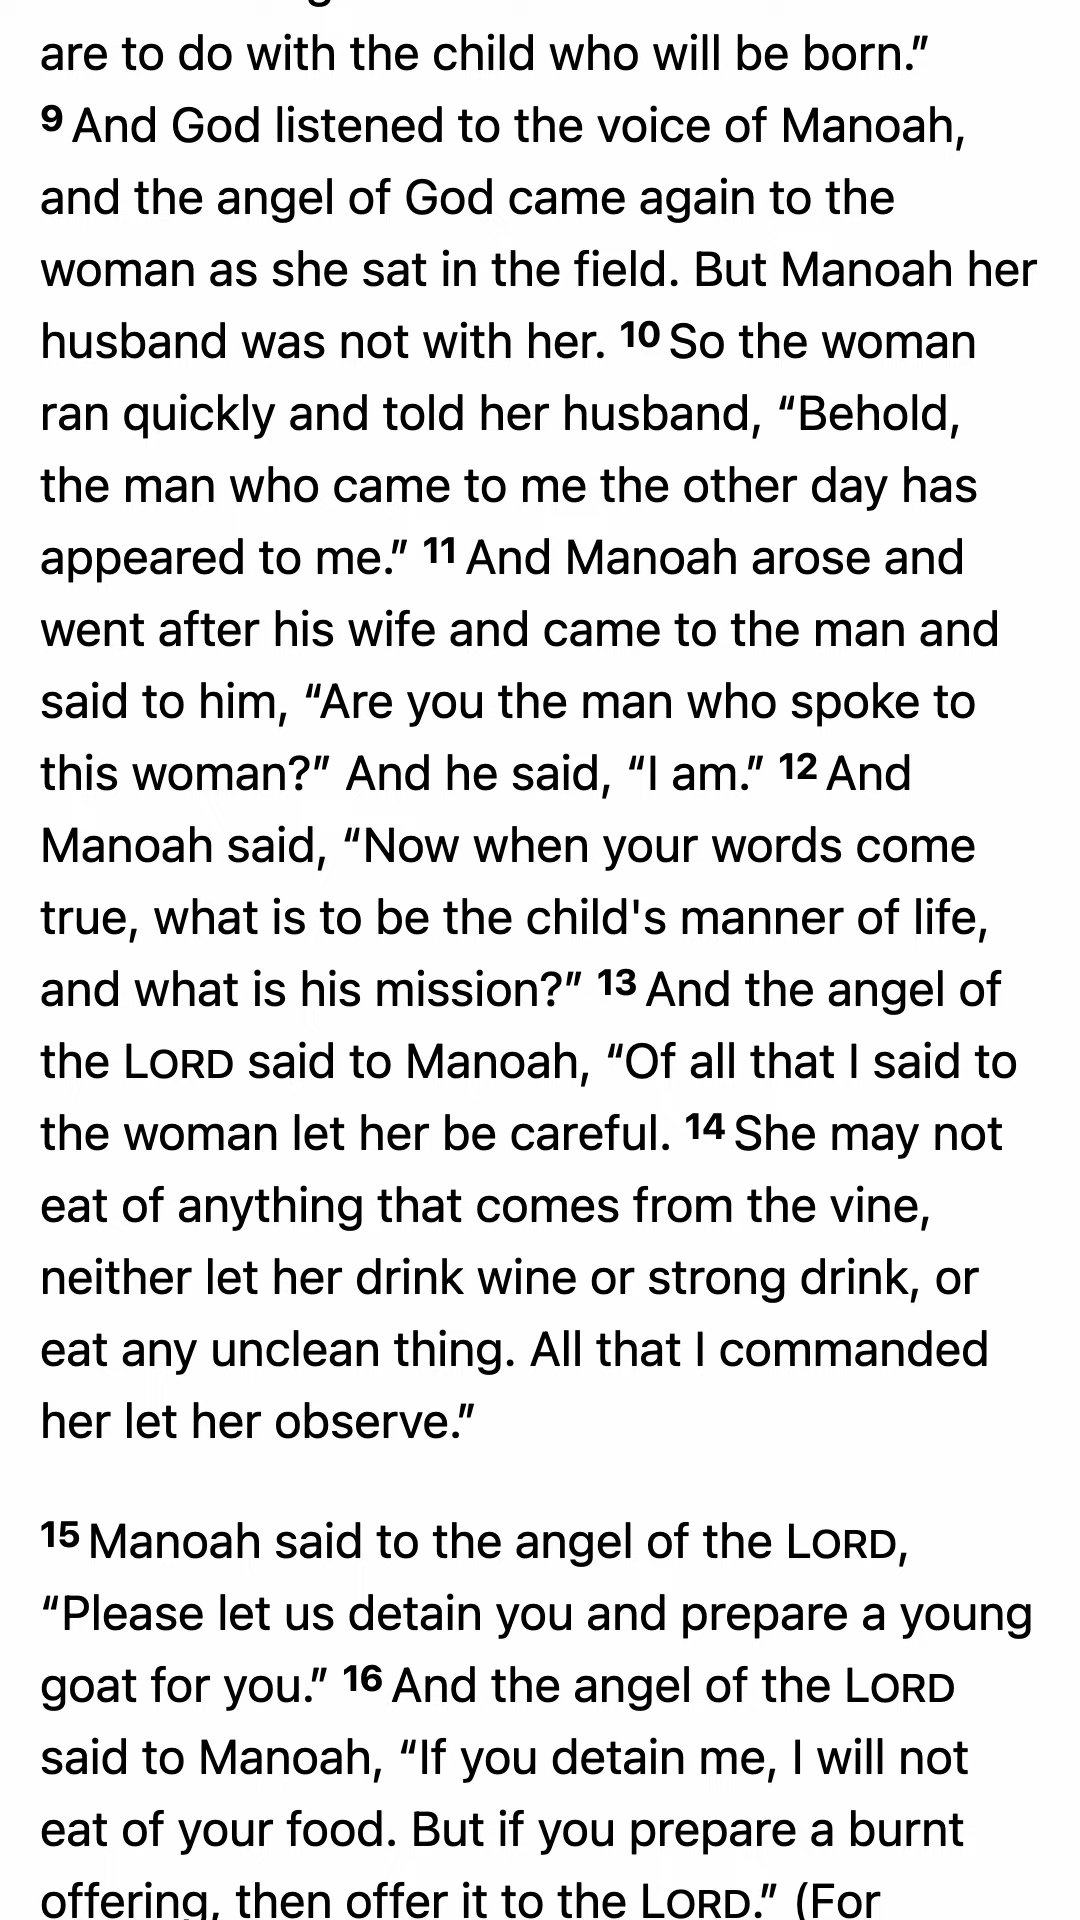 are to do with the child who will be born.”
9 And God listened to the voice of Manoah,
and the angel of God came again to the
woman as she sat in the field. But Manoah her
husband was not with her. 10 So the woman
ran quickly and told her husband, “Behold,
the man who came to me the other day has
appeared to me.” 11 And Manoah arose and
went after his wife and came to the man and
said to him, “Are you the man who spoke to
this woman?” And he said, “I am.” 12 And
Manoah said, “Now when your words come
true, what is to be the child's manner of life,
and what is his mission?” 13 And the angel of
the LORD said to Manoah, “Of all that I said to
the woman let her be careful. 14 She may not
eat of anything that comes from the vine,
neither let her drink wine or strong drink, or
eat any unclean thing. All that I commanded
her let her observe.”
15 Manoah said to the angel of the LORD,
“Please let us detain you and prepare a young
goat for you.” 16 And the angel of the LORD
said to Manoah, “If you detain me, I will not
eat of your food. But if you prepare a burnt
offering, then offer it to the LORD.” (For